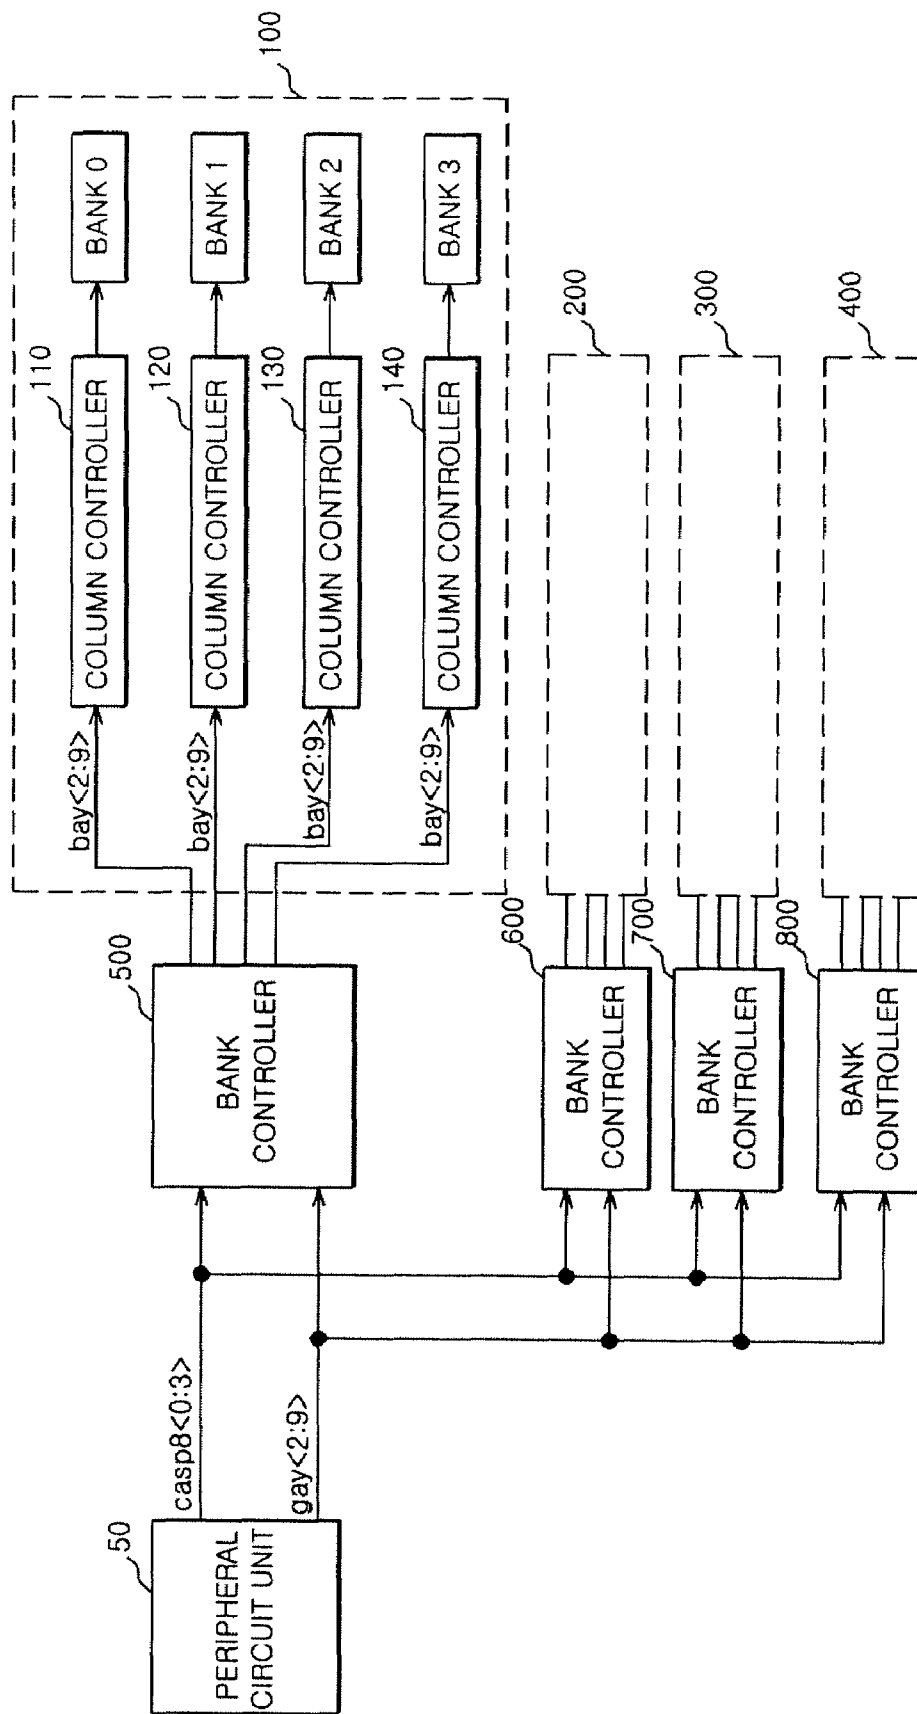 50
PERIPHERAL
CIRCUIT UNIT
casp8<0:3>
gay<2:9>
500
BANK
CONTROLLER
600
BANK
CONTROLLER
700
BANK
CONTROLLER
800
BANK
CONTROLLER
100
bay<2:9>
110
COLUMN CONTROLLER
BANK 0
bay<2:9>
120
COLUMN CONTROLLER
BANK 1
bay<2:9>
130
COLUMN CONTROLLER
BANK 2
bay<2:9>
140
COLUMN CONTROLLER
BANK 3
200
300
400